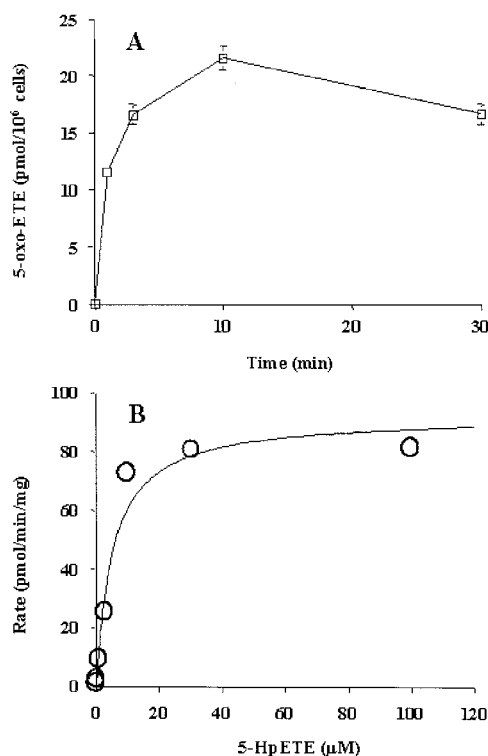 A
25
20
15
10
5
0
5-oxo-ETE (pmol/10⁶ cells)
0 10 20 30
Time (min)
B
100
80
60
40
20
0
Rate (pmol/min/mg)
0 20 40 60 80 100 120
5-HpETE (µM)